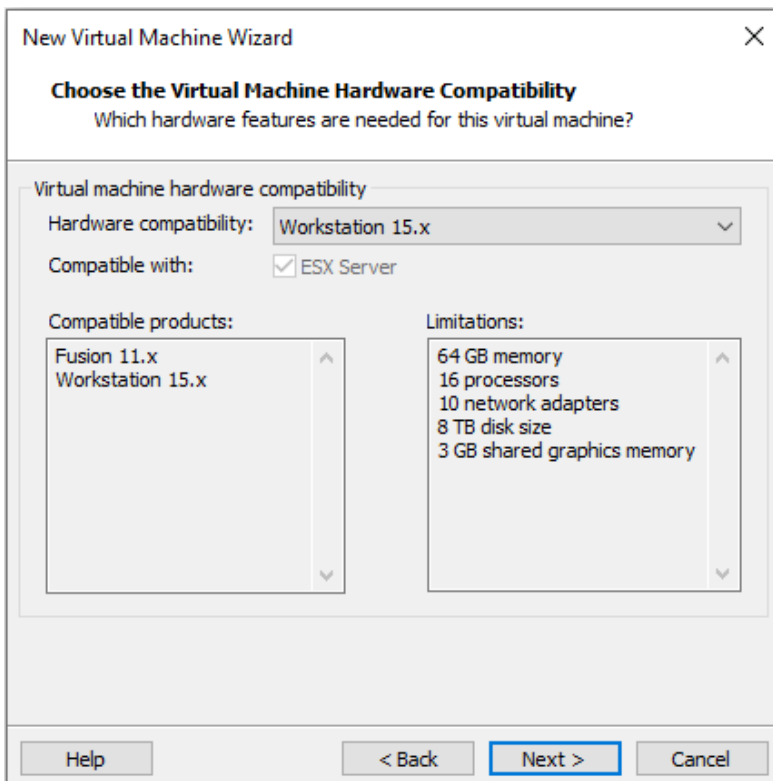 New Virtual Machine Wizard
Choose the Virtual Machine Hardware Compatibility
Which hardware features are needed for this virtual machine?
Virtual machine hardware compatibility
Hardware compatibility: Workstation 15.x
Compatible with: ESX Server
Compatible products:
Fusion 11.x
Workstation 15.x
Limitations:
64 GB memory
16 processors
10 network adapters
8 TB disk size
3 GB shared graphics memory
Help < Back Next > Cancel